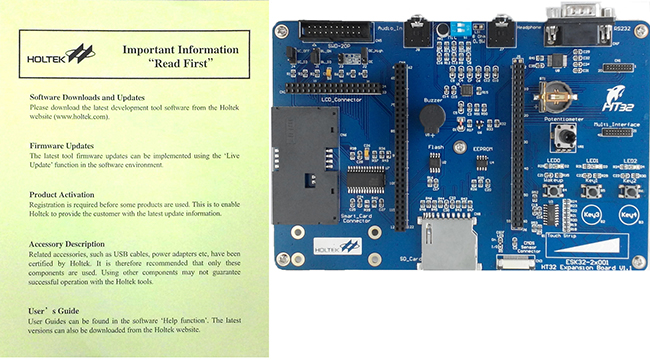 HOLTEK
Important Information
“Read First”
Software Downloads and Updates
Please download the latest development tool software from the Holtek
website (www.holtek.com).
Firmware Updates
The latest tool firmware updates can be implemented using the ‘Live
Update’ function in the software environment.
Product Activation
Registration is required before some products are used. This is to enable
Holtek to provide the customer with the latest update information.
Accessory Description
Related accessories, such as USB cables, power adapters etc, have been
certified by Holtek. It is therefore recommended that only these
components are used. Using other components may not guarantee
successful operation with the Holtek tools.
User’s Guide
User Guides can be found in the software ‘Help function’. The latest
versions can also be downloaded from the Holtek website.
Audio_In
Headphone
RS232
SWD-20P
LCD_Connector
HT32
Buzzer
Potentiometer
Multi_Interface
Flash
EEPROM
LED0
LED1
LED2
WakeUp
Key1
Key2
Key3
Key4
Smart_Card
Connector
Touch Strip
HOLTEK
SD_Card
CMOS
Sensor
Connector
ESK32-2x001
HT32 Expansion Board V1.1